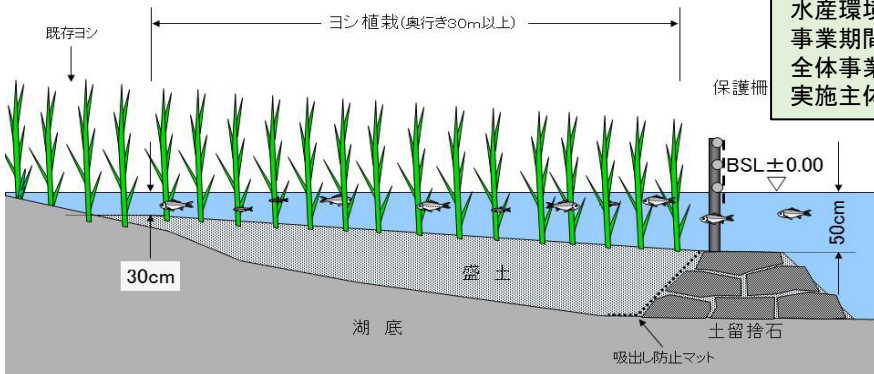 ヨシ植栽(奥行き30m以上)
既存ヨシ
水産環境
事業期間
全体事業
実施主体
保護柵
BSL±0.00
50cm
30cm
盛土
湖底
土留捨石
吸出し防止マット